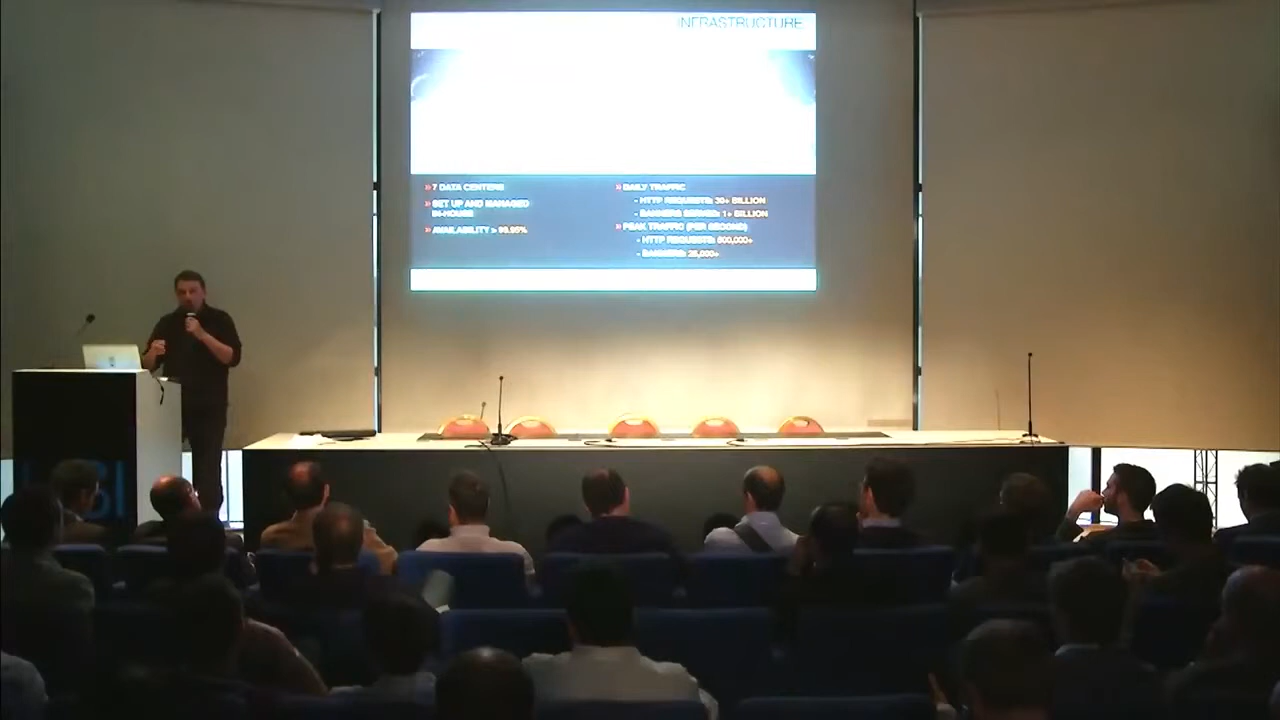 INFRASTRUCTURE
» 7 DATA CENTERS
» SET UP AND MANAGED
IN-HOUSE
» AVAILABILITY > 99.95%
» DAILY TRAFFIC
- HTTP REQUESTS: 30+ BILLION
- BANNERS SERVED: 1+ BILLION
» PEAK TRAFFIC (PER SECOND)
- HTTP REQUESTS: 500,000+
- BANNERS: 25,000+